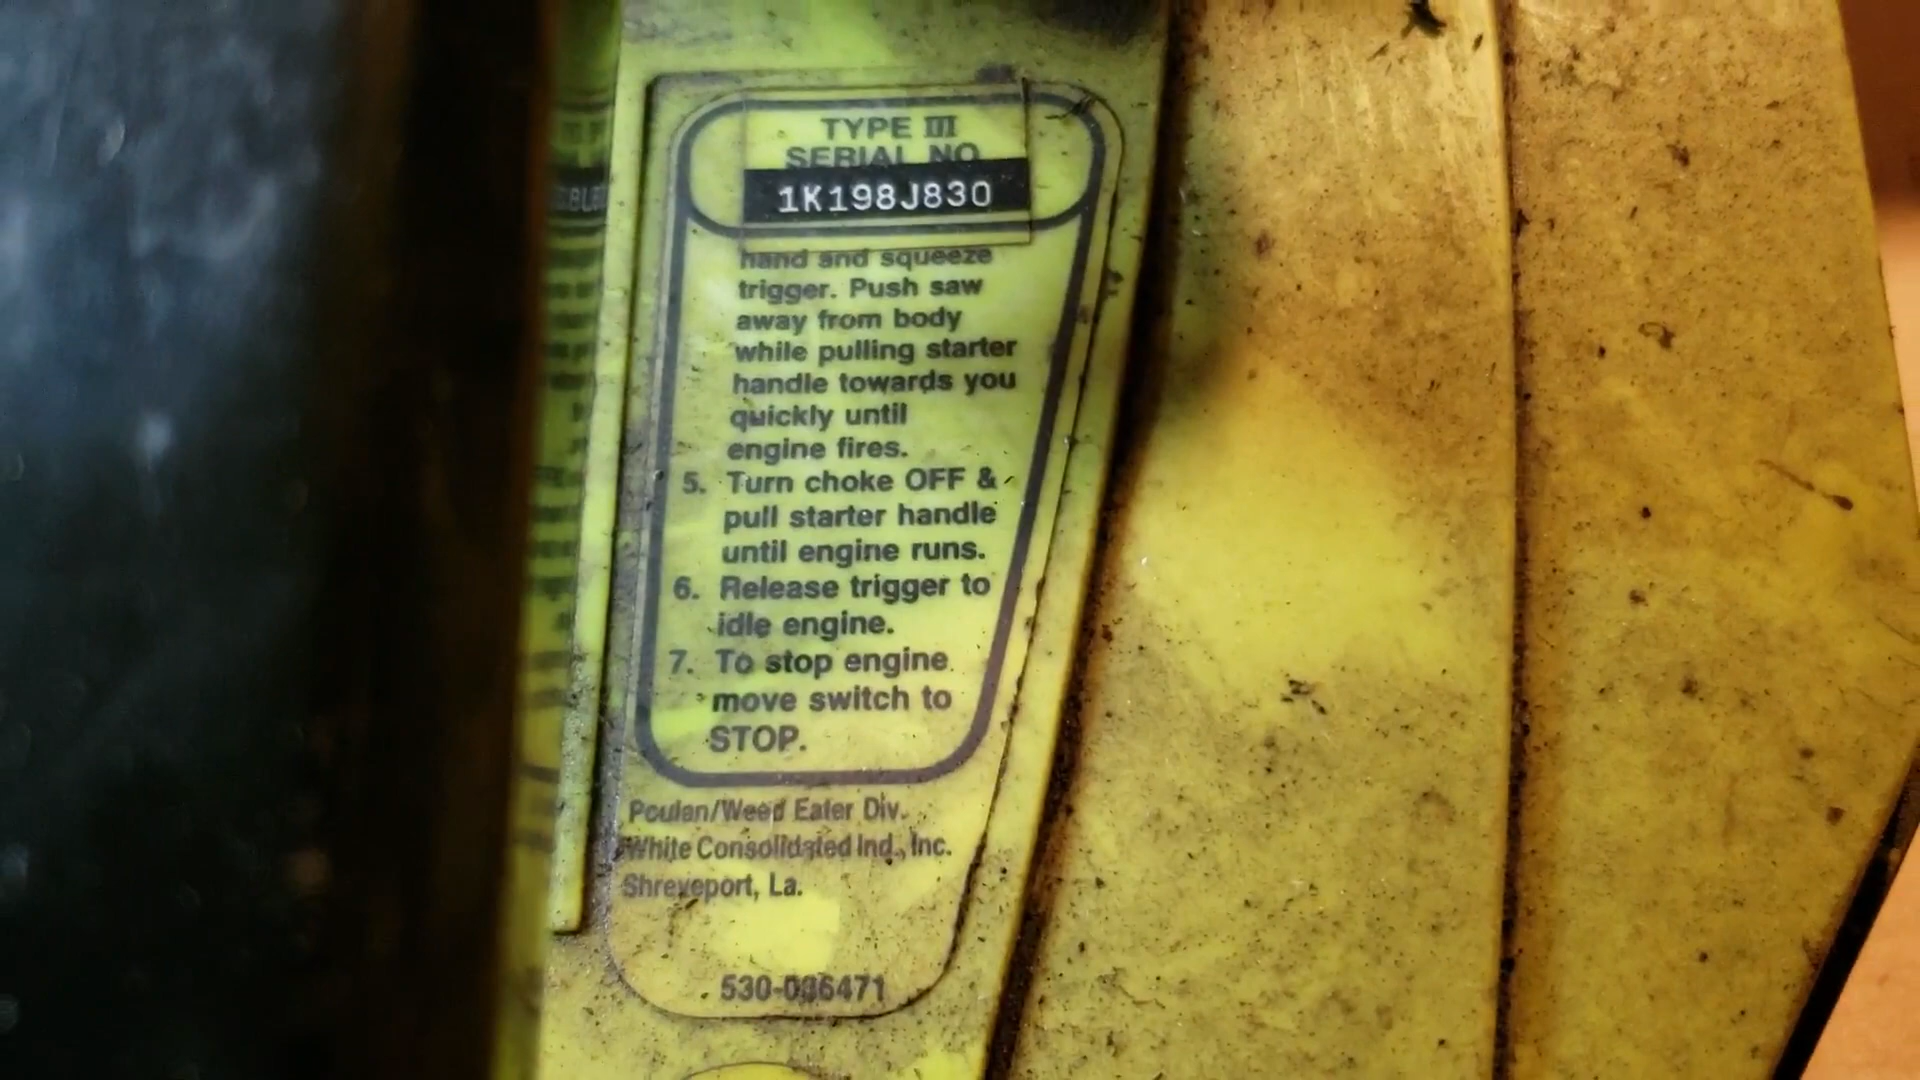 TYPE III
SERIAL NO
1K198J830
hand and squeeze
trigger. Push saw
away from body
while pulling starter
handle towards you
quickly until
engine fires.
5. Turn choke OFF &
pull starter handle
until engine runs.
6. Release trigger to
idle engine.
7. To stop engine
move switch to
STOP.
Poulan/Weed Eater Div.
White Consolidated Ind., Inc.
Shreveport, La.
530-086471